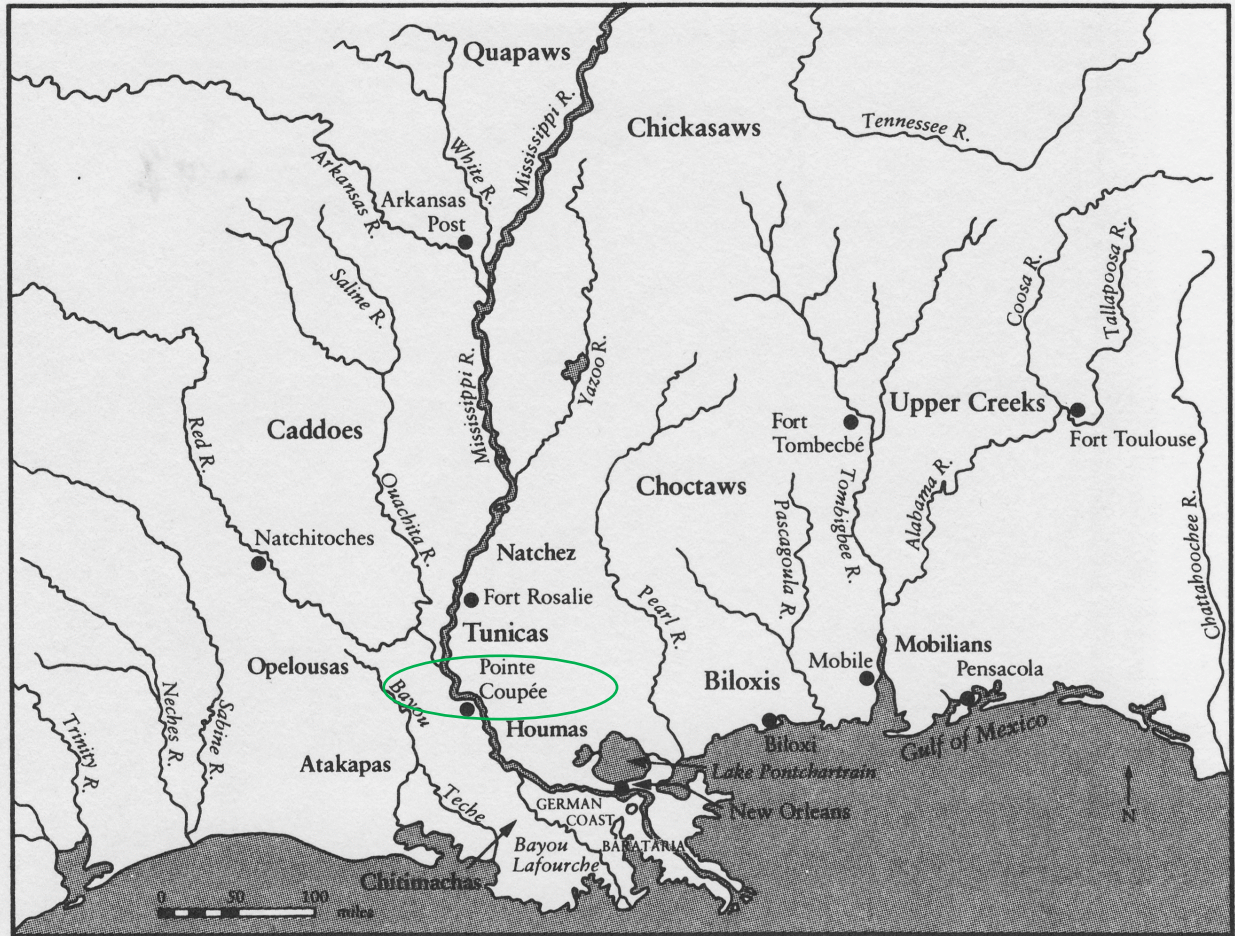 Quapaws
Mississippi R.
Chickasaws
Tennessee R.
White R.
Arkansas R.
Arkansas
Post
Saline R.
Coosa R.
Tallapoosa R.
Yazoo R.
Mississippi R.
Upper Creeks
Fort
Tombecbé
Fort Toulouse
Caddoes
Red R.
Ouachita R.
Choctaws
Pascagoula R.
Tombigbee R.
Alabama R.
Chattahoochee R.
Natchitoches
Natchez
Fort Rosalie
Pearl R.
Tunicas
Mobilians
Opelousas
Pointe
Coupée
Bayou
Teche
Biloxis
Mobile
Pensacola
Neches R.
Sabine R.
Trinity R.
Houmas
Biloxi
Gulf of Mexico
Atakapas
Lake Pontchartrain
New Orleans
GERMAN
COAST
N
Bayou
Lafourche
BARATARIA
Chitimachas
0 50 100
miles